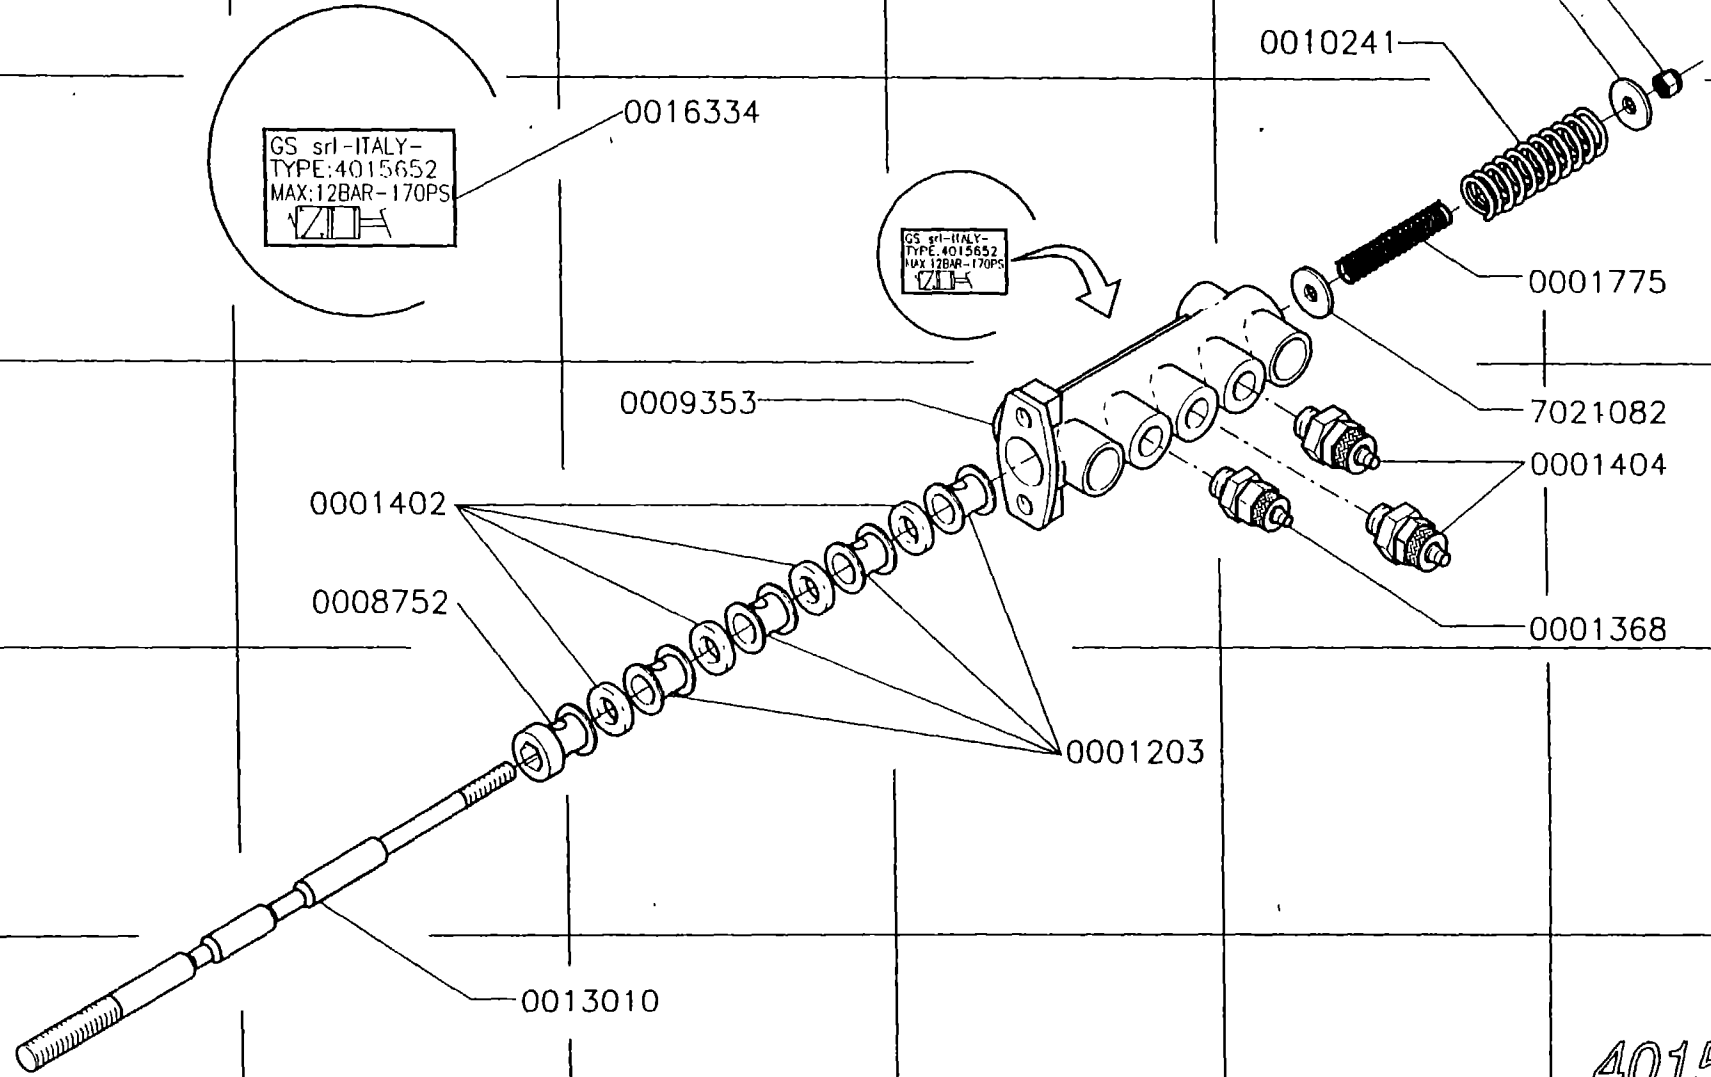 0010241
0016334
GS srl-ITALY-
TYPE:4015652
MAX:12BAR-170PS
GS srl-ITALY-
TYPE:4015652
MAX 12BAR-170PS
0001775
0009353
7021082
0001404
0001402
0008752
0001368
0001203
0013010
4015